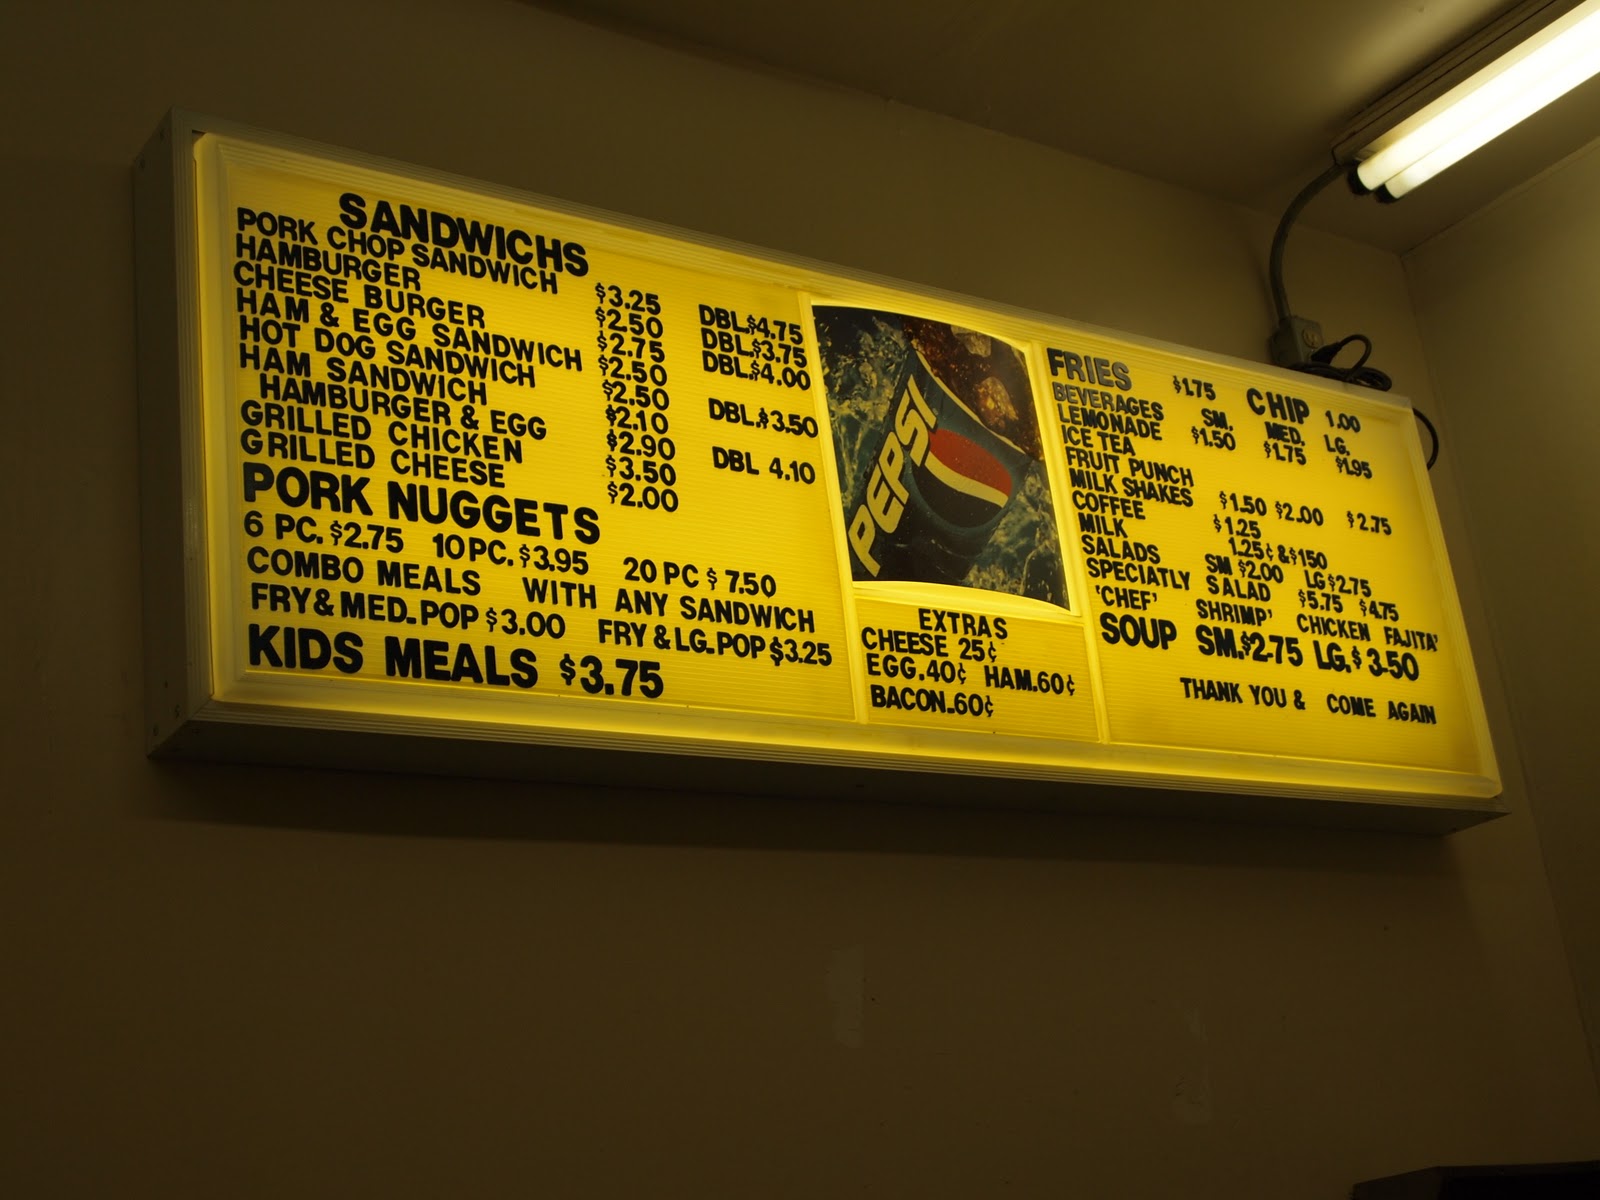 SANDWICHS
PORK CHOP SANDWICH $3.25 DBL.$4.75
HAMBURGER $2.50 DBL.$3.75
CHEESE BURGER $2.75 DBL.$4.00
HAM & EGG SANDWICH $2.50
HOT DOG SANDWICH $2.50 DBL.$3.50
HAM SANDWICH $2.10
HAMBURGER & EGG $2.90 DBL 4.10
GRILLED CHICKEN $3.50
GRILLED CHEESE $2.00
PORK NUGGETS
6 PC. $2.75 10 PC. $3.95 20 PC $7.50
COMBO MEALS WITH ANY SANDWICH
FRY & MED. POP $3.00 FRY & LG. POP $3.25
KIDS MEALS $3.75
PEPSI
EXTRAS
CHEESE 25¢
EGG.40¢ HAM.60¢
BACON.60¢
FRIES $1.75 CHIP 1.00
BEVERAGES SM. MED. LG.
LEMONADE $1.50 $1.75 $1.95
ICE TEA
FRUIT PUNCH
MILK SHAKES $1.50 $2.00 $2.75
COFFEE $1.25
MILK 1.25¢ & $150
SALADS SM $2.00 LG $2.75
SPECIATLY SALAD $5.75 $4.75
'CHEF' SHRIMP' CHICKEN FAJITA'
SOUP SM.$2.75 LG.$3.50
THANK YOU & COME AGAIN